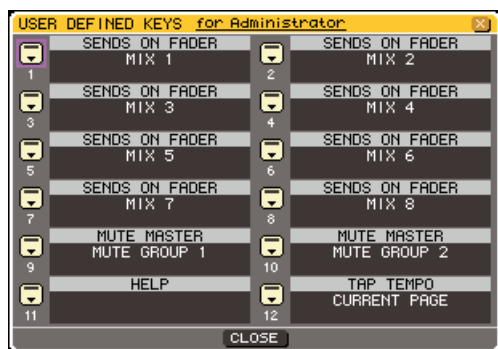 USER DEFINED KEYS for Administrator
SENDS ON FADER
MIX 1
1
SENDS ON FADER
MIX 2
2
SENDS ON FADER
MIX 3
3
SENDS ON FADER
MIX 4
4
SENDS ON FADER
MIX 5
5
SENDS ON FADER
MIX 6
6
SENDS ON FADER
MIX 7
7
SENDS ON FADER
MIX 8
8
MUTE MASTER
MUTE GROUP 1
9
MUTE MASTER
MUTE GROUP 2
10
HELP
11
TAP TEMPO
CURRENT PAGE
12
CLOSE